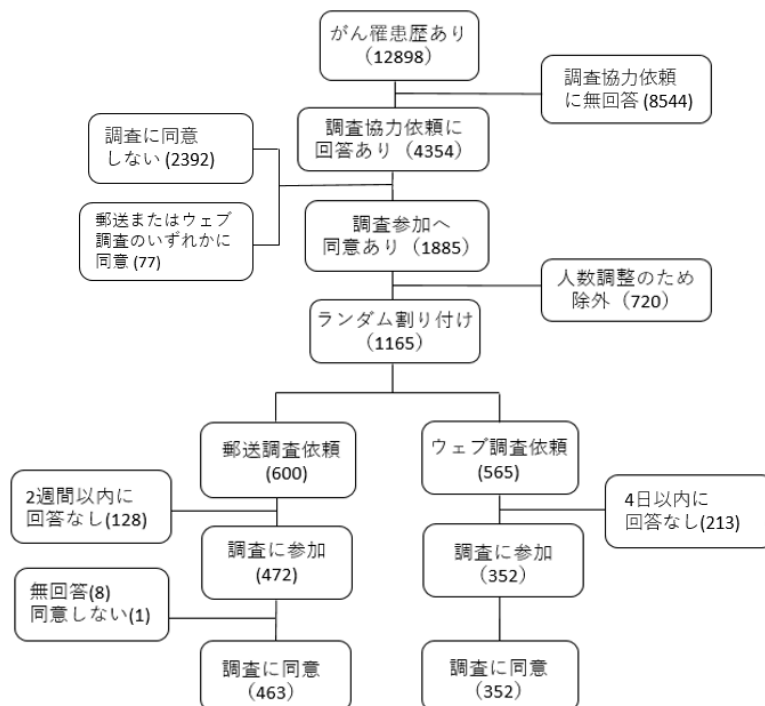 がん罹患歴あり
(12898)
調査協力依頼
に無回答 (8544)
調査協力依頼に
回答あり（4354）
調査に同意
しない (2392)
郵送またはウェブ
調査のいずれかに
同意 (77)
調査参加へ
同意あり（1885）
人数調整のため
除外（720）
ランダム割り付け
（1165）
郵送調査依頼
(600)
ウェブ調査依頼
(565)
2週間以内に
回答なし(128)
4日以内に
回答なし(213)
調査に参加
(472)
調査に参加
（352）
無回答(8)
同意しない(1)
調査に同意
（463）
調査に同意
（352）